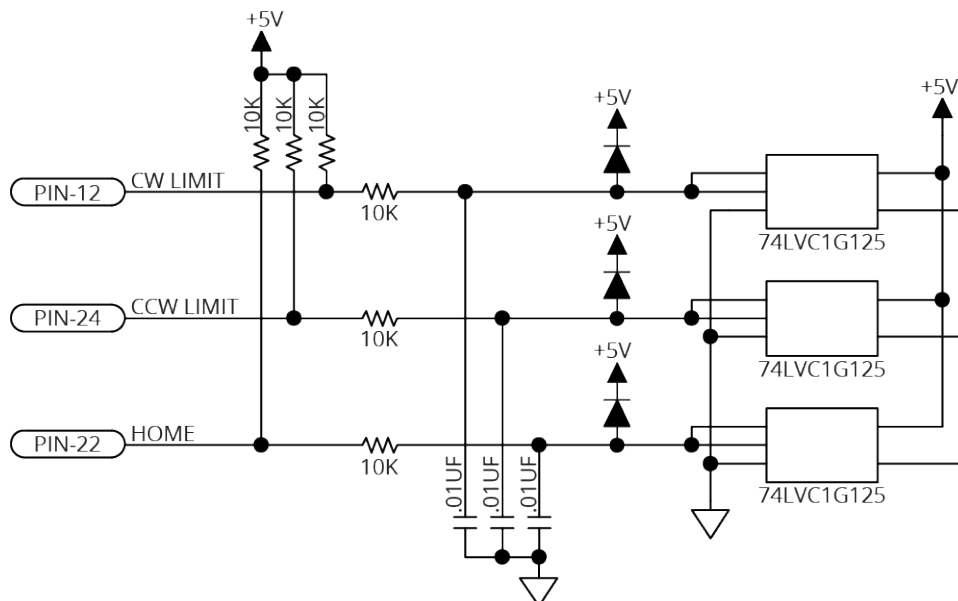 +5V
+5V
+5V
10K
10K
10K
PIN-12
CW LIMIT
10K
74LVC1G125
+5V
PIN-24
CCW LIMIT
10K
74LVC1G125
+5V
PIN-22
HOME
10K
74LVC1G125
.01UF
.01UF
.01UF